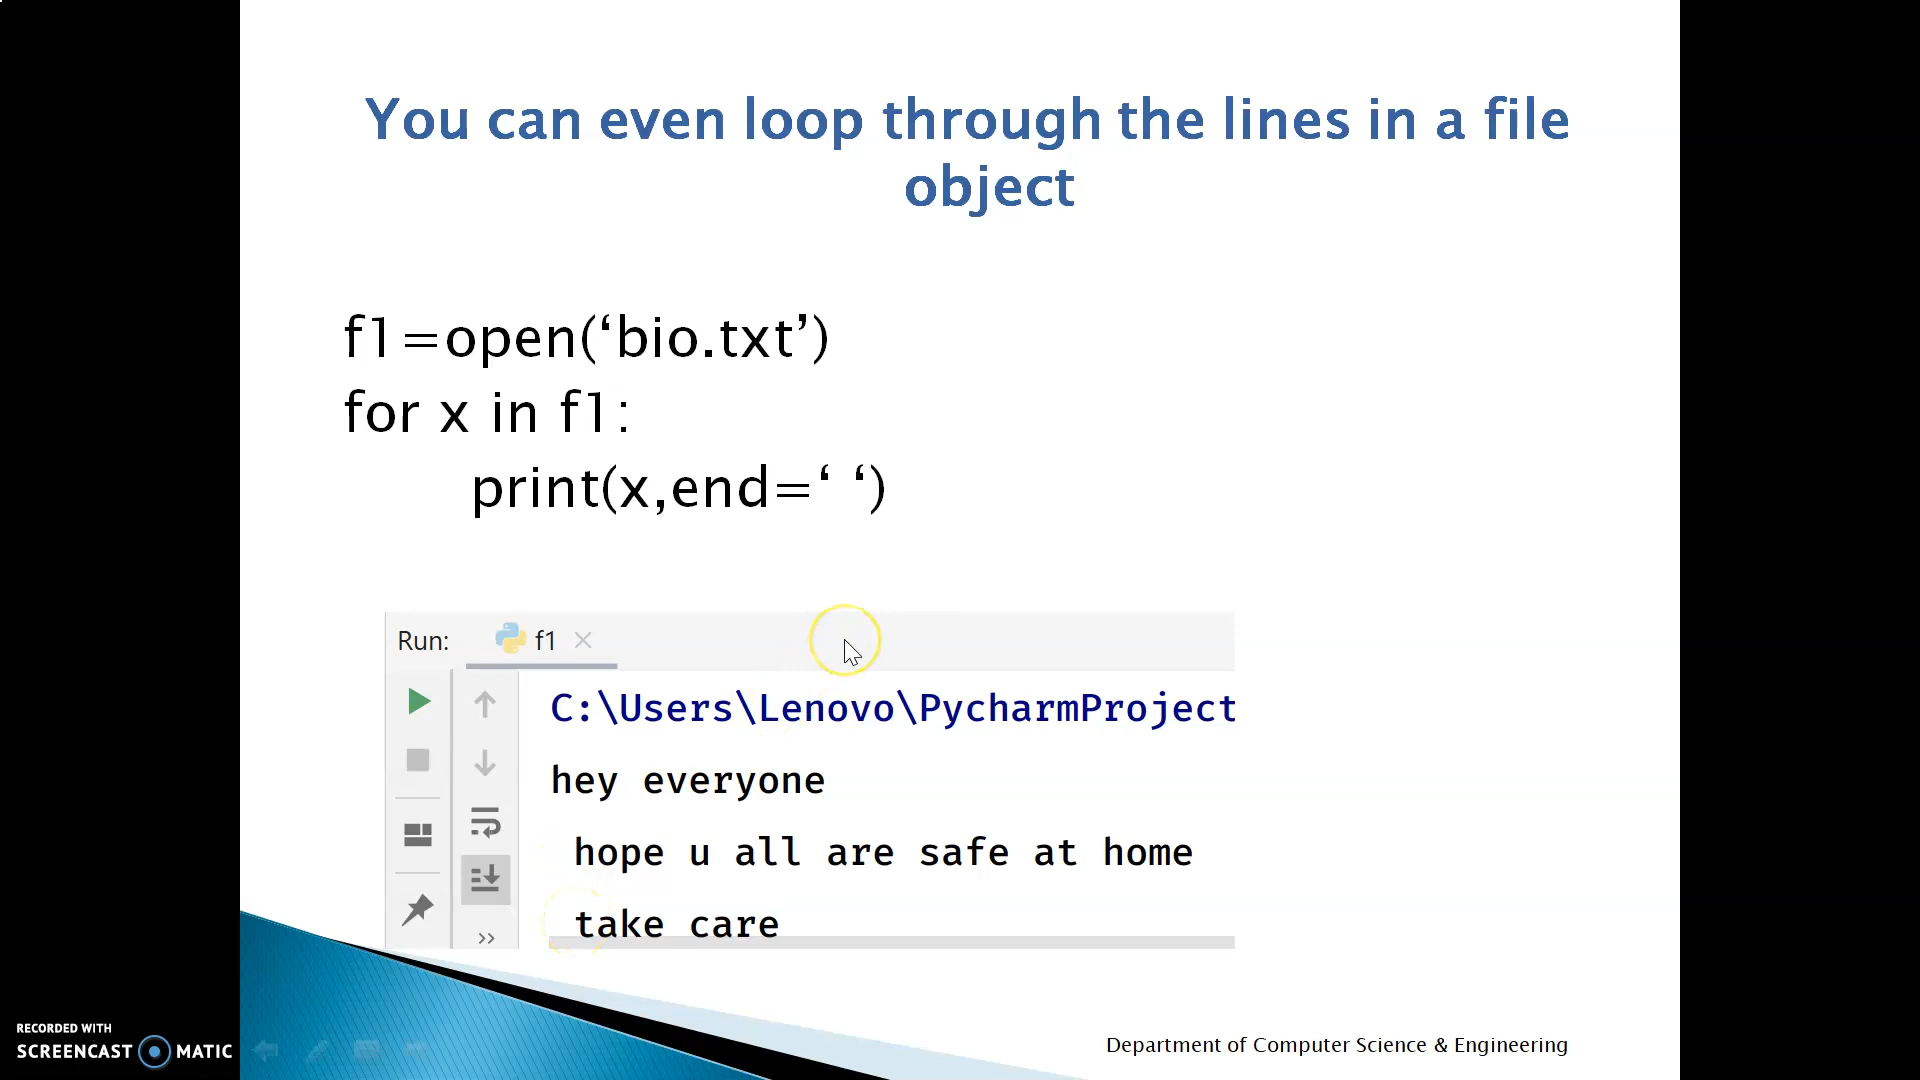 You can even loop through the lines in a file
object
f1=open(‘bio.txt’)
for x in f1:
print(x,end=‘ ‘)
Run: f1
C:\Users\Lenovo\PycharmProject
hey everyone
hope u all are safe at home
take care
RECORDED WITH
SCREENCAST MATIC
Department of Computer Science & Engineering